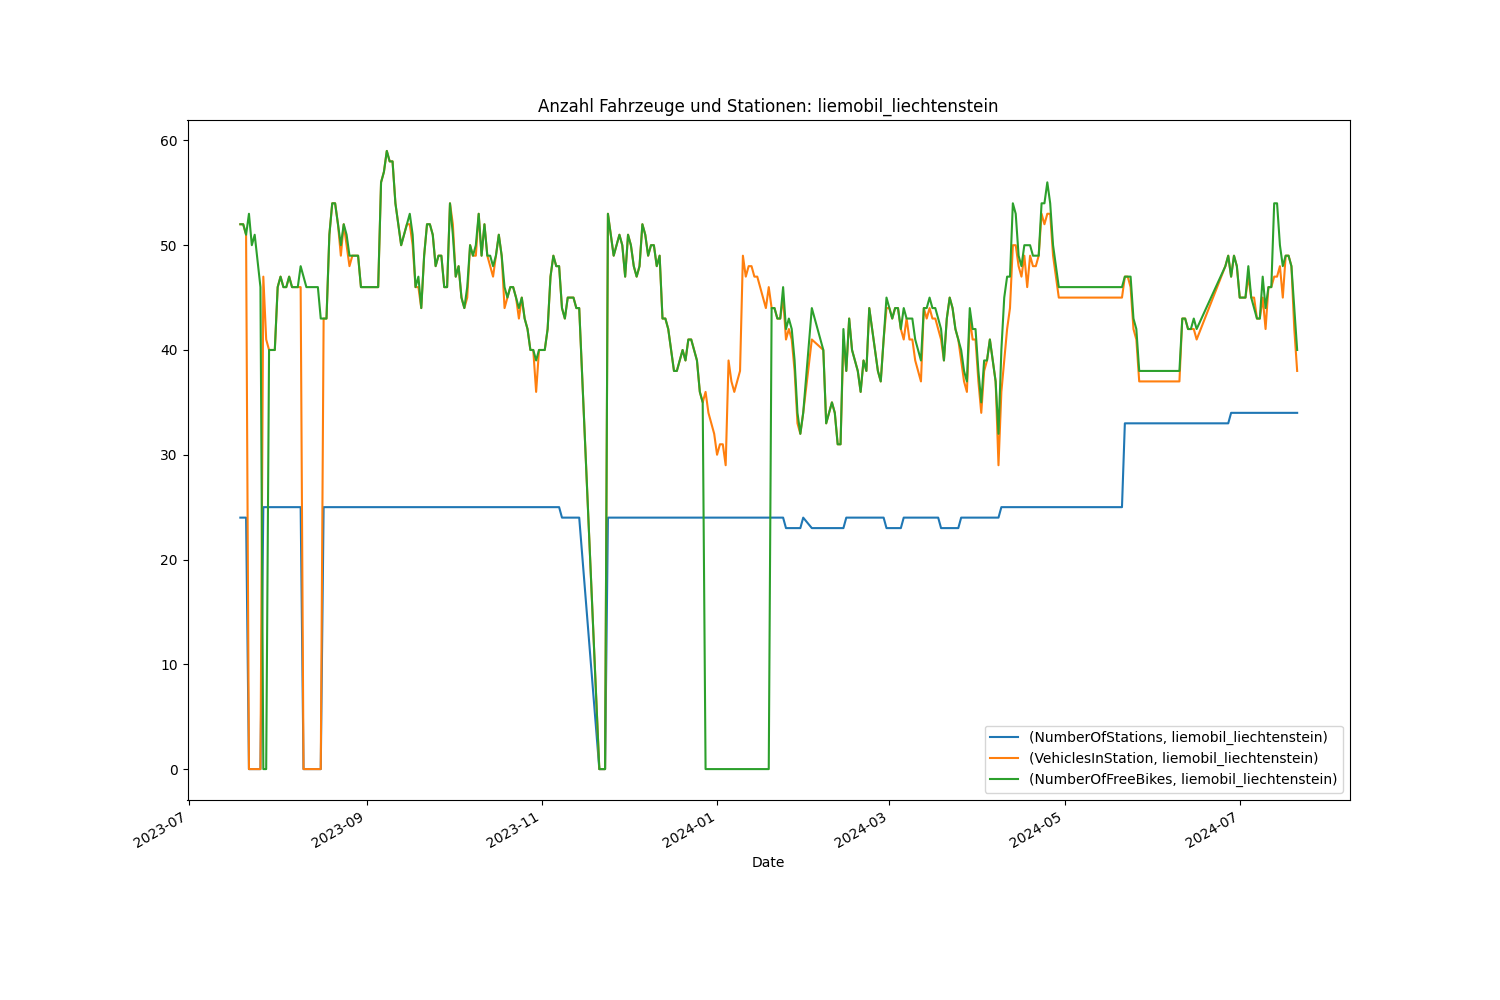 Anzahl Fahrzeuge und Stationen: liemobil_liechtenstein
60
50
40
30
20
10
0
(NumberOfStations, liemobil_liechtenstein)
(VehiclesInStation, liemobil_liechtenstein)
(NumberOfFreeBikes, liemobil_liechtenstein)
2023-07
2023-09
2023-11
2024-01
2024-03
2024-05
2024-07
Date